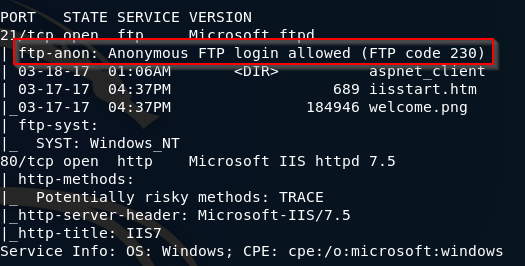 PORT   STATE SERVICE VERSION
21/tcp open  ftp     Microsoft ftpd
| ftp-anon: Anonymous FTP login allowed (FTP code 230)
| 03-18-17  01:06AM       <DIR>          aspnet_client
| 03-17-17  04:37PM                  689 iisstart.htm
|_03-17-17  04:37PM               184946 welcome.png
| ftp-syst:
|_  SYST: Windows_NT
80/tcp open  http    Microsoft IIS httpd 7.5
| http-methods:
|_  Potentially risky methods: TRACE
|_http-server-header: Microsoft-IIS/7.5
|_http-title: IIS7
Service Info: OS: Windows; CPE: cpe:/o:microsoft:windows